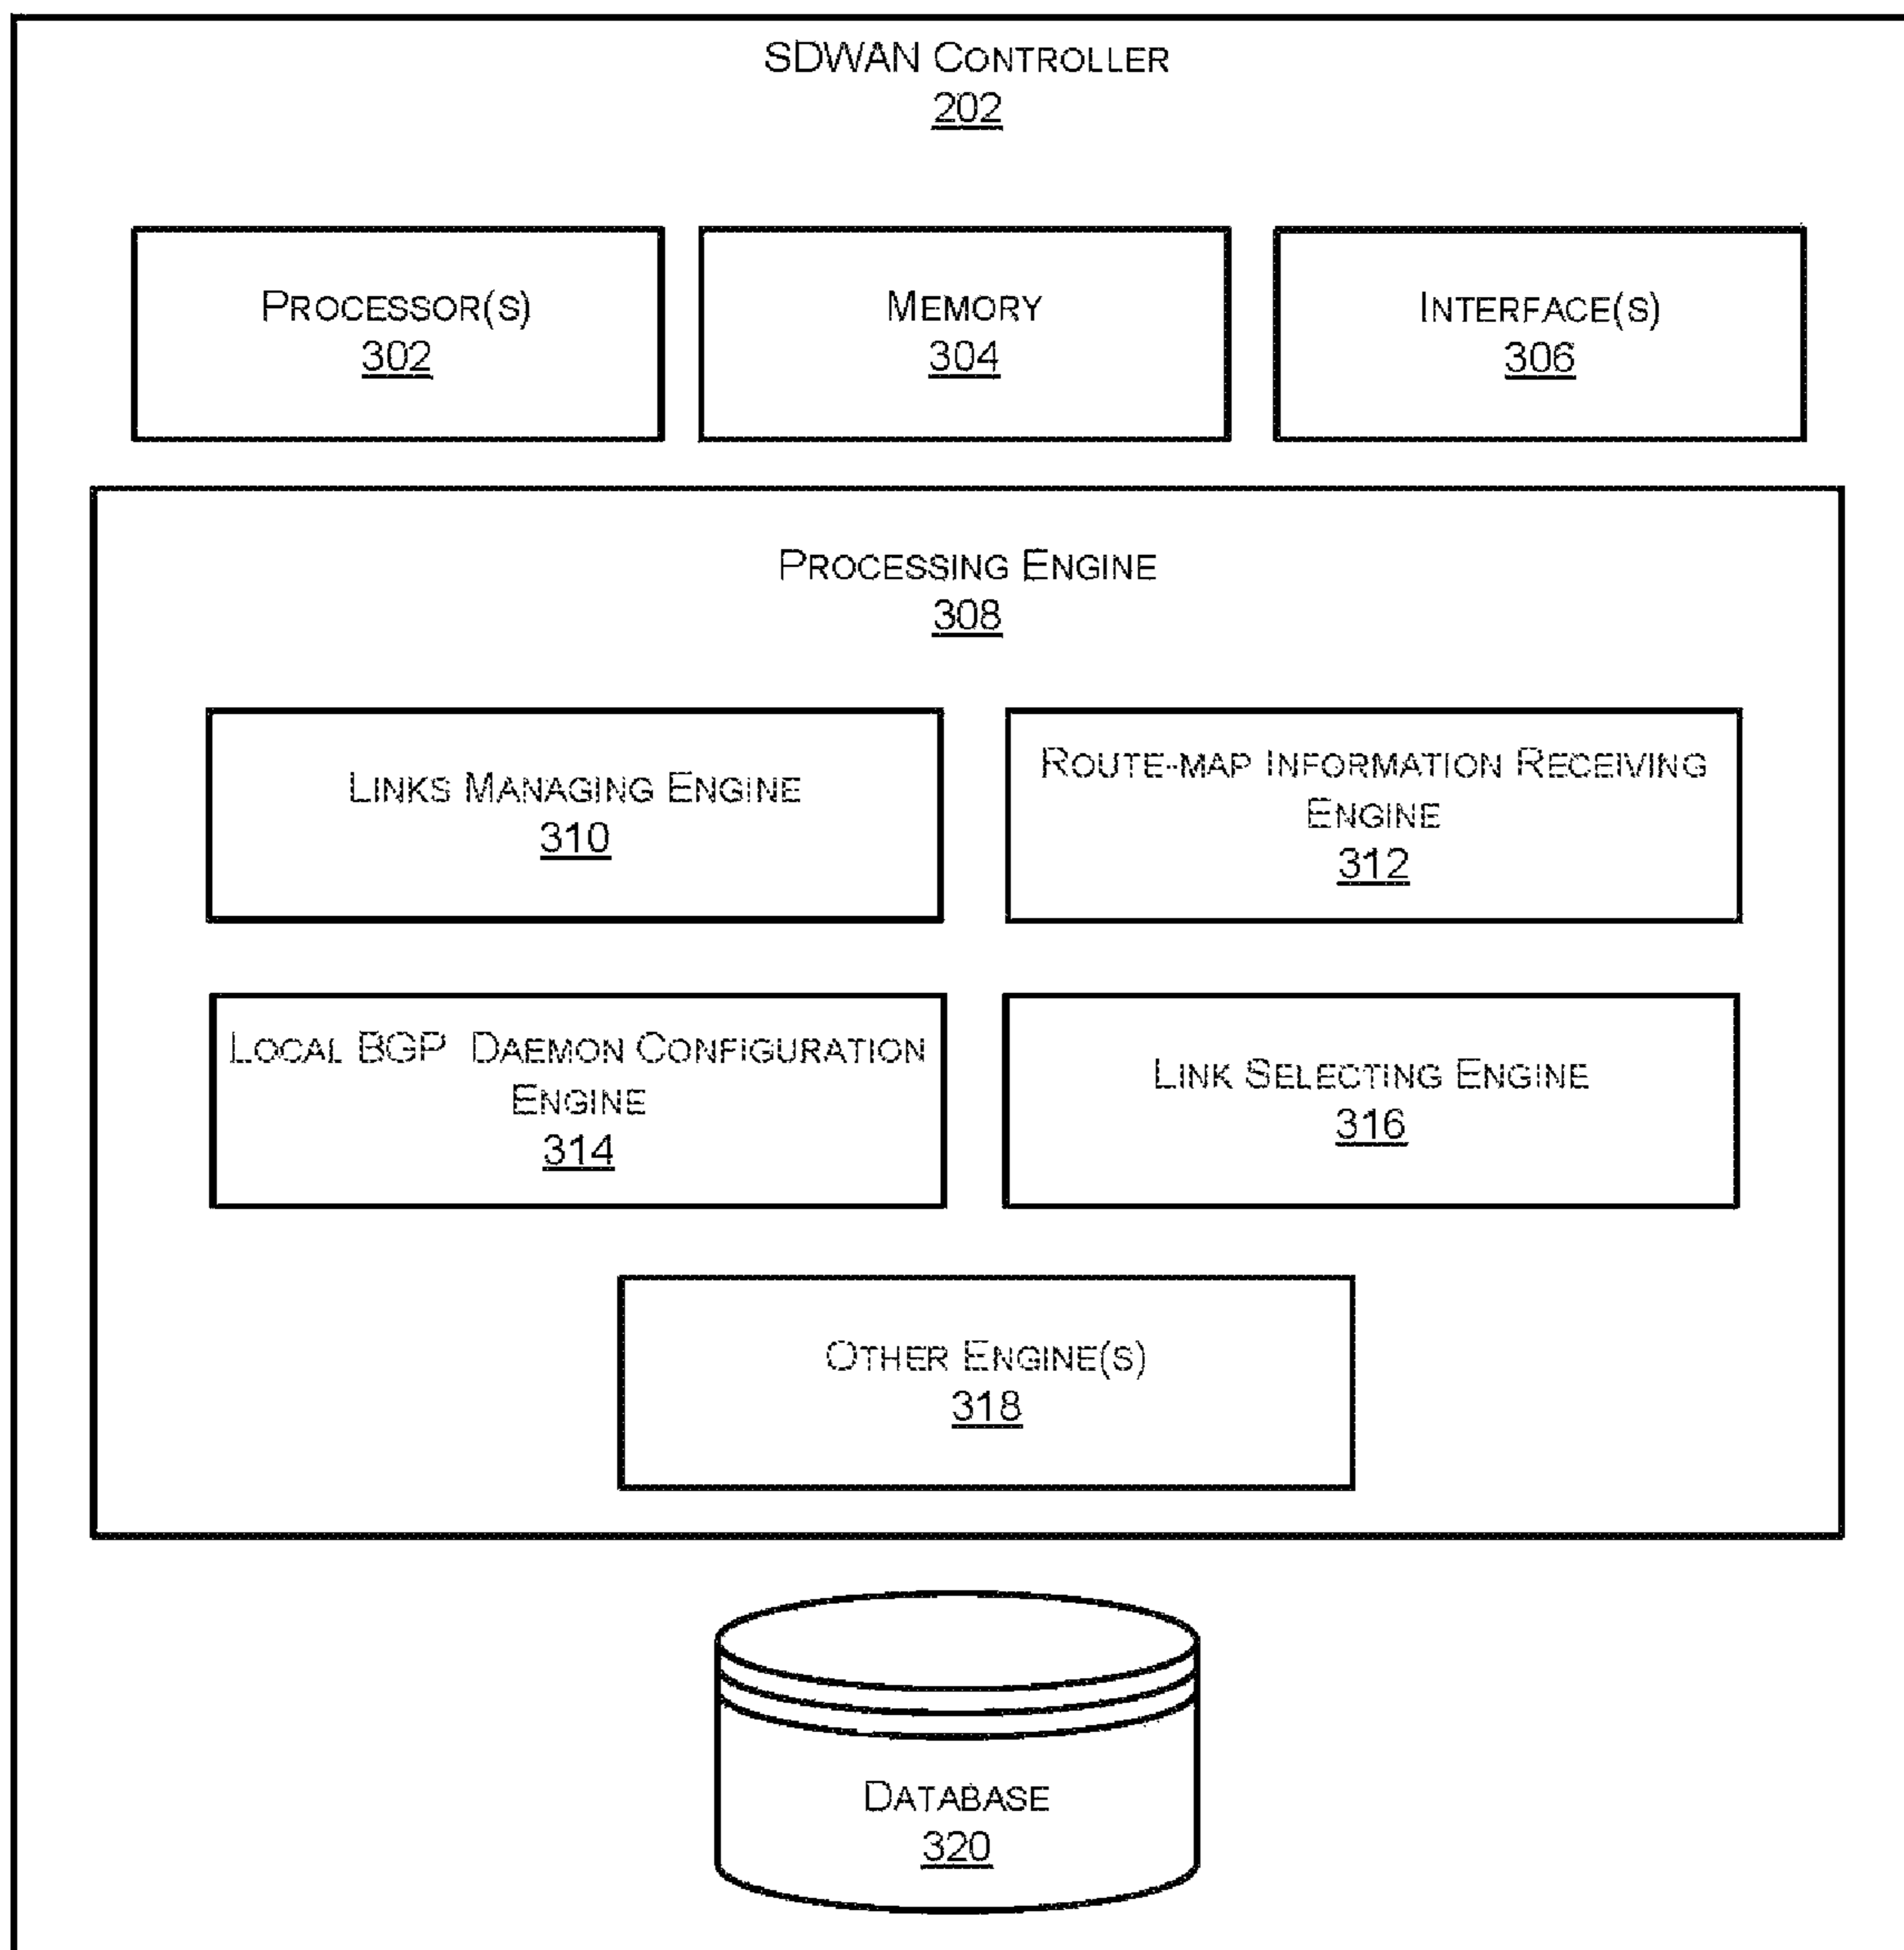 SDWAN CONTROLLER
202
PROCESSOR(S)
302
MEMORY
304
INTERFACE(S)
306
PROCESSING ENGINE
308
LINKS MANAGING ENGINE
310
ROUTE-MAP INFORMATION RECEIVING
ENGINE
312
LOCAL BGP DAEMON CONFIGURATION
ENGINE
314
LINK SELECTING ENGINE
316
OTHER ENGINE(S)
318
DATABASE
320